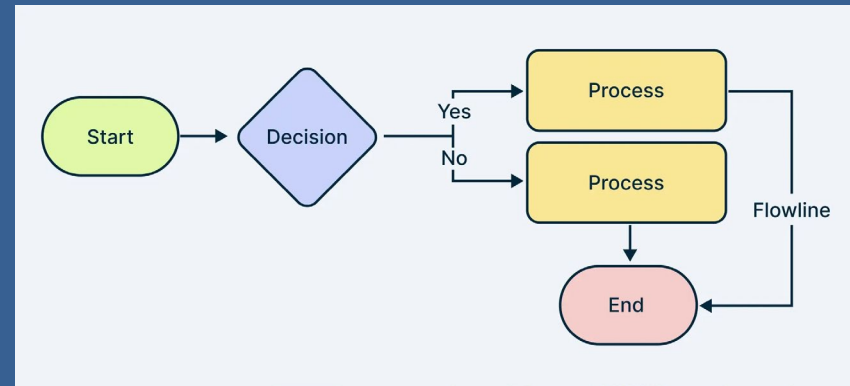 Start
Decision
Yes
No
Process
Process
Flowline
End